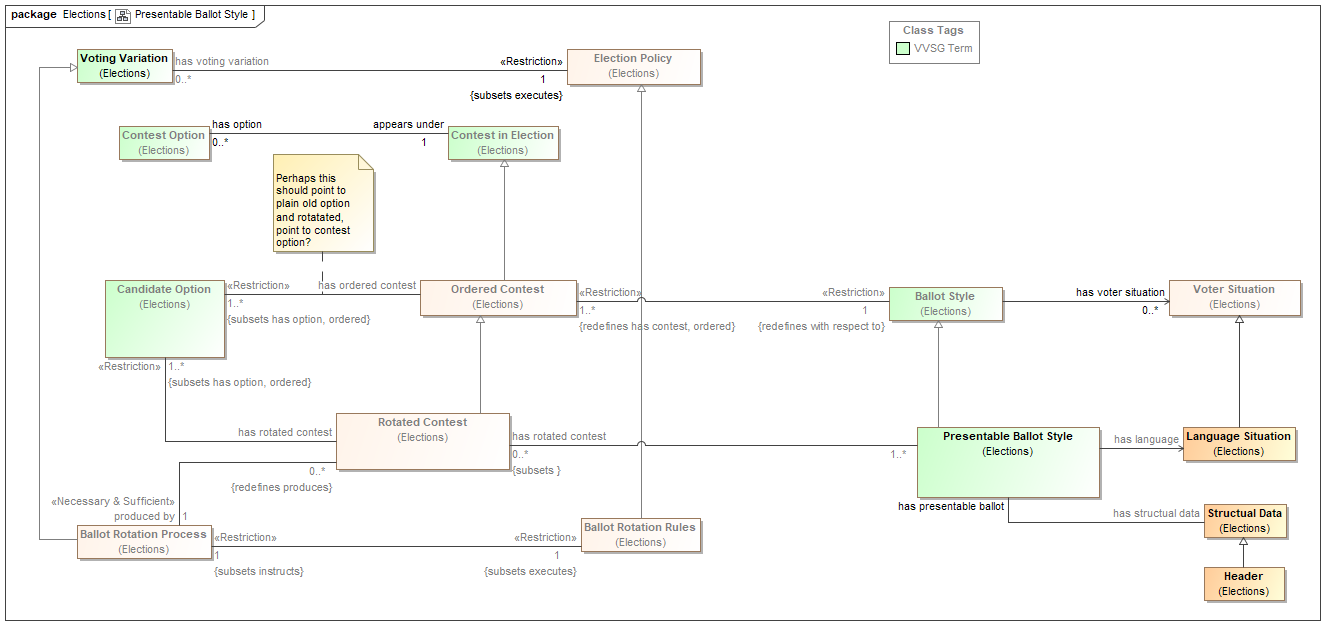 package Elections [ Presentable Ballot Style ]
Class Tags
VVSG Term
Voting Variation
(Elections)
has voting variation
0..*
«Restriction»
1
{subsets executes}
Election Policy
(Elections)
Contest Option
(Elections)
has option
0..*
appears under
1
Contest in Election
(Elections)
Perhaps this
should point to
plain old option
and rotatated,
point to contest
option?
Candidate Option
(Elections)
«Restriction»
1..*
{subsets has option, ordered}
has ordered contest
Ordered Contest
(Elections)
«Restriction»
1..*
{redefines has contest, ordered}
«Restriction»
1
{redefines with respect to}
Ballot Style
(Elections)
has voter situation
0..*
Voter Situation
(Elections)
«Restriction»
1..*
{subsets has option, ordered}
has rotated contest
Rotated Contest
(Elections)
has rotated contest
0..*
{subsets }
1..*
Presentable Ballot Style
(Elections)
has language
Language Situation
(Elections)
0..*
{redefines produces}
«Necessary & Sufficient»
produced by
1
has presentable ballot
has structual data
Structual Data
(Elections)
Ballot Rotation Process
(Elections)
«Restriction»
1
{subsets instructs}
«Restriction»
1
{subsets executes}
Ballot Rotation Rules
(Elections)
Header
(Elections)